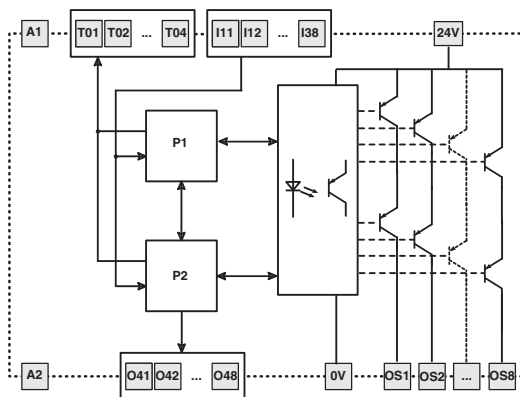 A1 T01 T02 ... T04 I11 I12 ... I38 24V
P1
P2
A2 O41 O42 ... O48 0V OS1 OS2 ... OS8